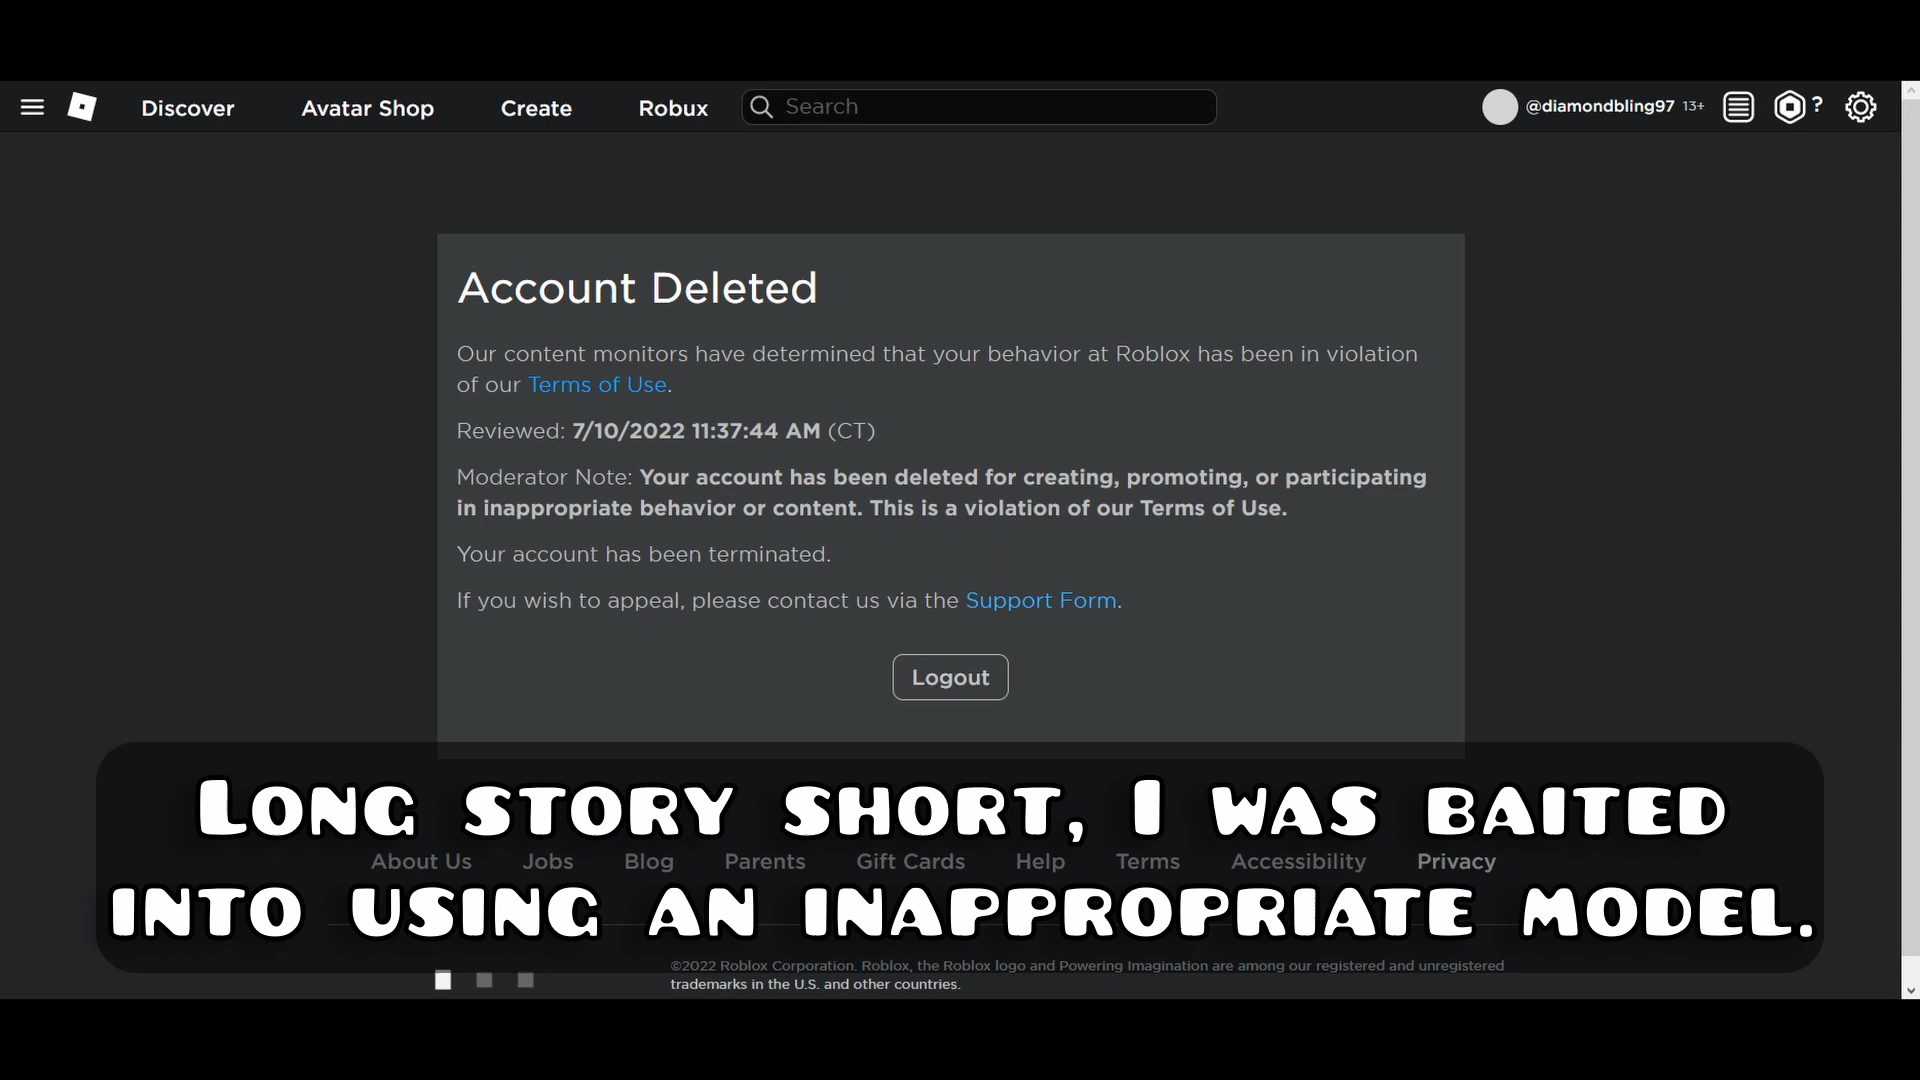 Discover Avatar Shop Create Robux Search @diamondbling97 13+ ?
Account Deleted
Our content monitors have determined that your behavior at Roblox has been in violation
of our Terms of Use.
Reviewed: 7/10/2022 11:37:44 AM (CT)
Moderator Note: Your account has been deleted for creating, promoting, or participating
in inappropriate behavior or content. This is a violation of our Terms of Use.
Your account has been terminated.
If you wish to appeal, please contact us via the Support Form.
Logout
Long story short, I was baited
About Us Jobs Blog Parents Gift Cards Help Terms Accessibility Privacy
into using an inappropriate model.
©2022 Roblox Corporation. Roblox, the Roblox logo and Powering Imagination are among our registered and unregistered
trademarks in the U.S. and other countries.